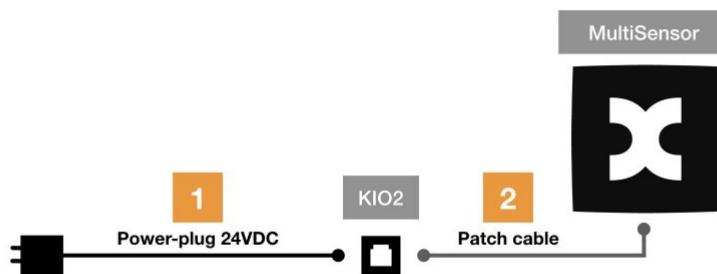 MultiSensor
1
KIO2
2
Power-plug 24VDC
Patch cable